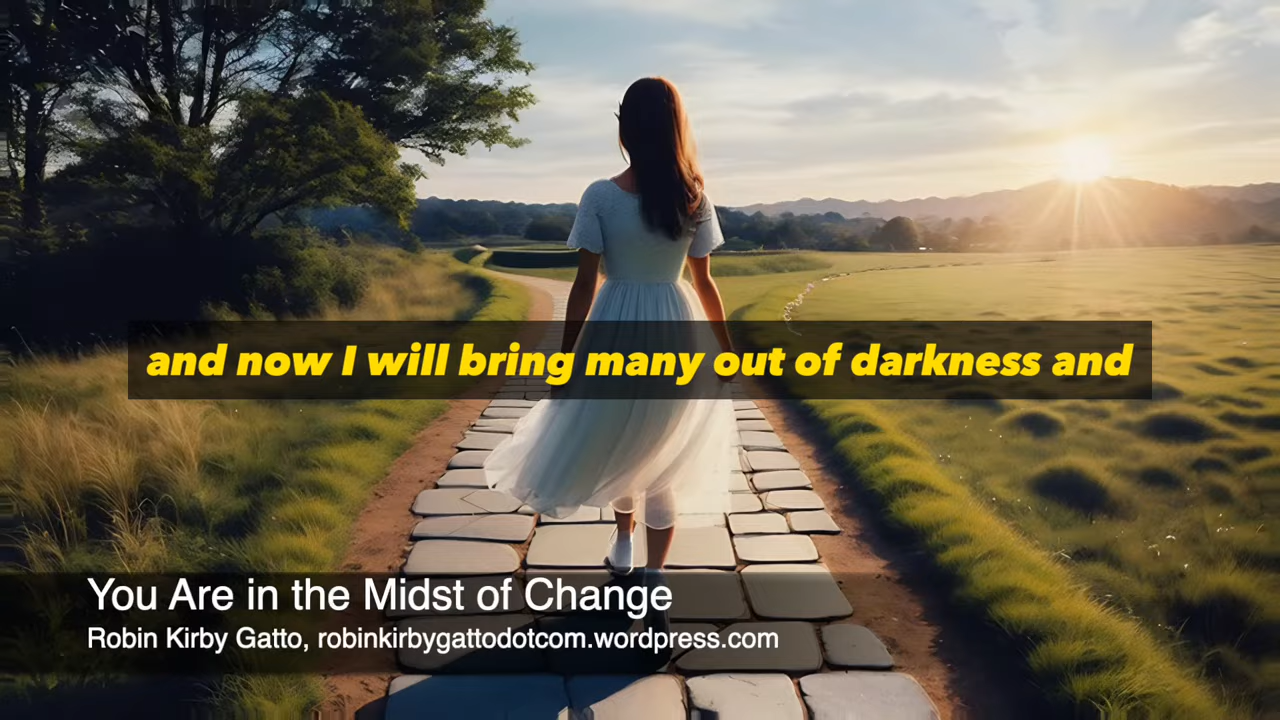 and now I will bring many out of darkness and
You Are in the Midst of Change
Robin Kirby Gatto, robinkirbygattodotcom.wordpress.com